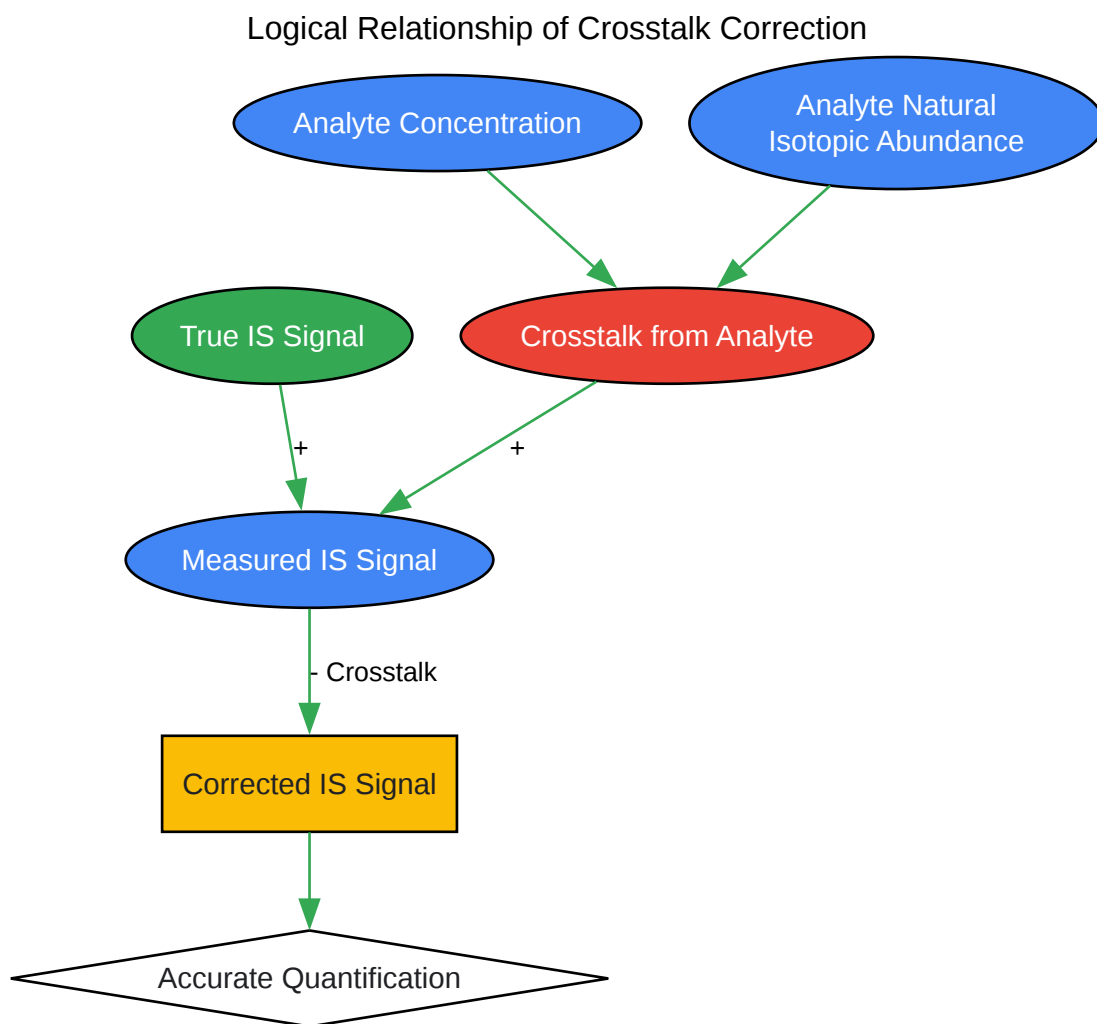 Logical Relationship of Crosstalk Correction
Analyte Concentration
Analyte Natural
Isotopic Abundance
True IS Signal
Crosstalk from Analyte
+
+
Measured IS Signal
- Crosstalk
Corrected IS Signal
Accurate Quantification